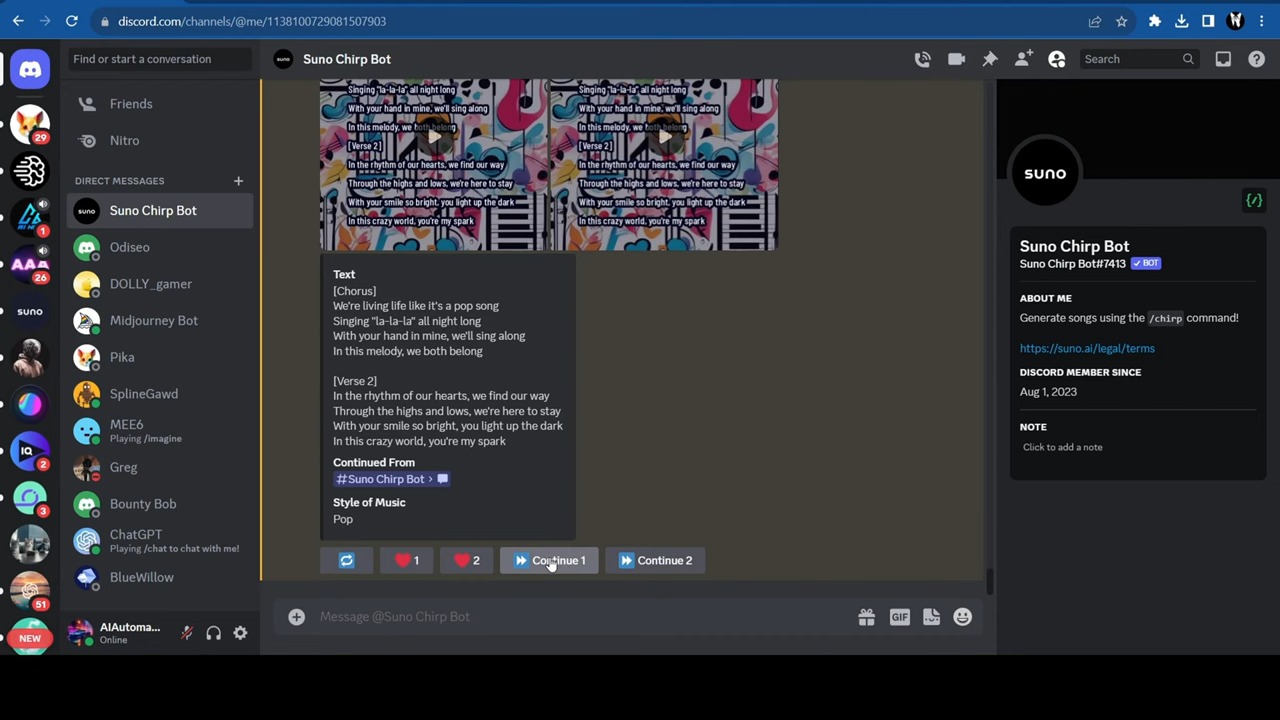 discord.com/channels/@me/1138100729081507903
Find or start a conversation
suno
Suno Chirp Bot
Search
Friends
Nitro
DIRECT MESSAGES
suno
Suno Chirp Bot
Odiseo
DOLLY_gamer
Midjourney Bot
Pika
SplineGawd
MEE6
Playing /imagine
Greg
Bounty Bob
ChatGPT
Playing /chat to chat with me!
BlueWillow
29
1
AAA
26
suno
IQ
2
3
51
NEW
AIAutoma...
Online
Singing "la-la-la" all night long
With your hand in mine, we'll sing along
In this melody, we both belong
[Verse 2]
In the rhythm of our hearts, we find our way
Through the highs and lows, we're here to stay
With your smile so bright, you light up the dark
In this crazy world, you're my spark
Singing "la-la-la" all night long
With your hand in mine, we'll sing along
In this melody, we both belong
[Verse 2]
In the rhythm of our hearts, we find our way
Through the highs and lows, we're here to stay
With your smile so bright, you light up the dark
In this crazy world, you're my spark
Text
[Chorus]
We're living life like it's a pop song
Singing "la-la-la" all night long
With your hand in mine, we'll sing along
In this melody, we both belong
[Verse 2]
In the rhythm of our hearts, we find our way
Through the highs and lows, we're here to stay
With your smile so bright, you light up the dark
In this crazy world, you're my spark
Continued From
#Suno Chirp Bot >
Style of Music
Pop
1
2
Continue 1
Continue 2
Message @Suno Chirp Bot
GIF
suno
Suno Chirp Bot
Suno Chirp Bot#7413 ✓ BOT
ABOUT ME
Generate songs using the /chirp command!
https://suno.ai/legal/terms
DISCORD MEMBER SINCE
Aug 1, 2023
NOTE
Click to add a note